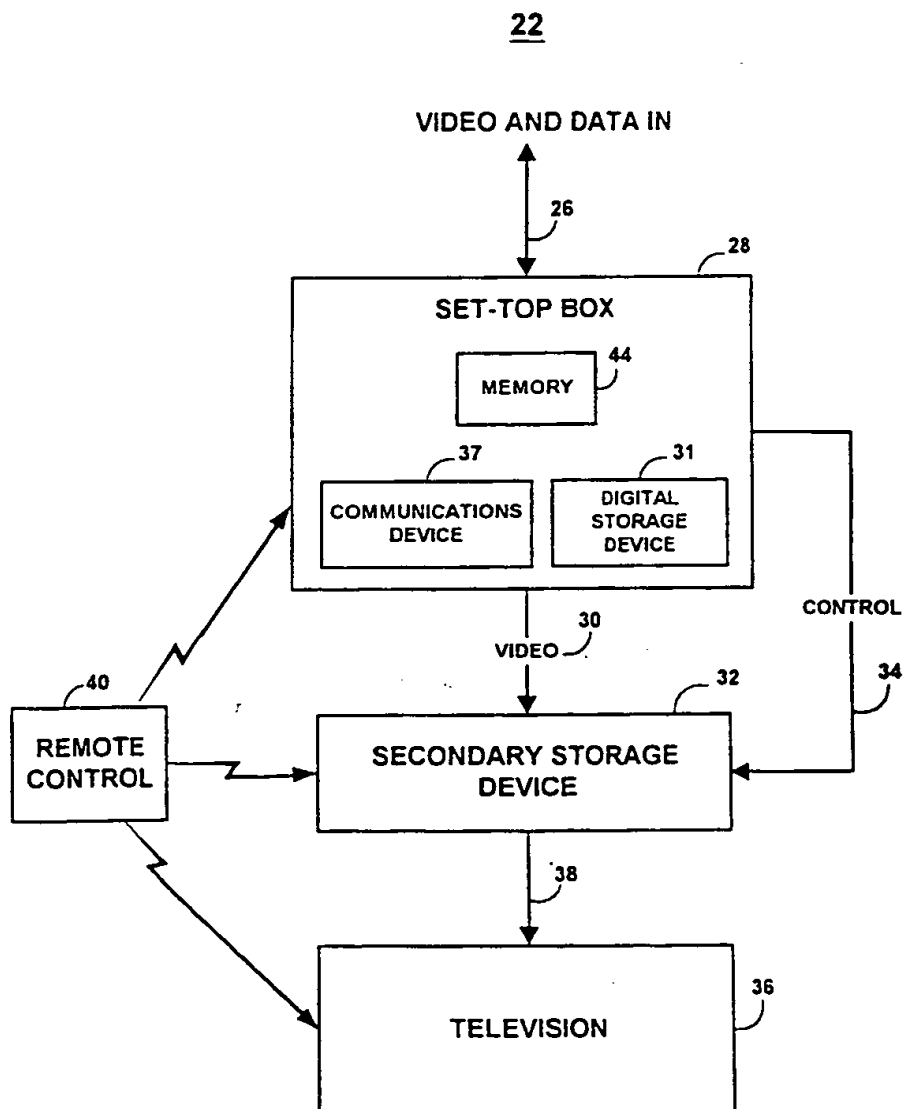 22
VIDEO AND DATA IN
26
28
SET-TOP BOX
44
MEMORY
37
31
COMMUNICATIONS
DEVICE
DIGITAL
STORAGE
DEVICE
CONTROL
30
VIDEO
34
40
32
REMOTE
CONTROL
SECONDARY STORAGE
DEVICE
38
36
TELEVISION